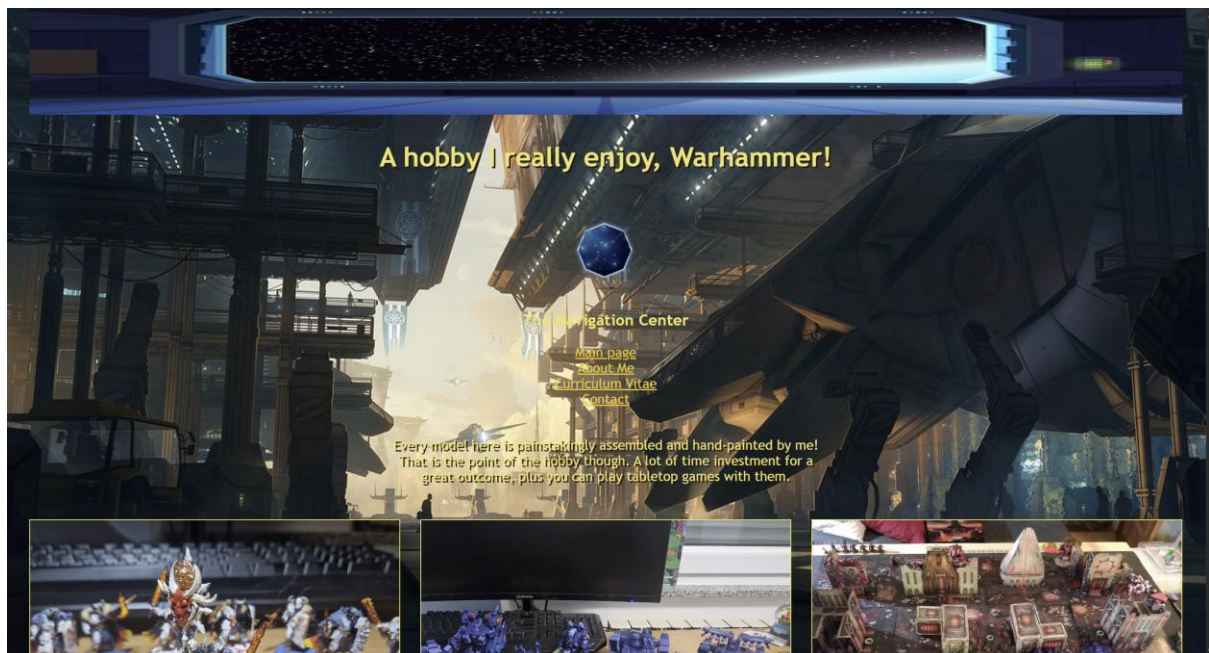 A hobby I really enjoy, Warhammer!
The Navigation Center
Main page
About Me
Curriculum Vitae
Contact
Every model here is painstakingly assembled and hand-painted by me!
That is the point of the hobby though. A lot of time investment for a
great outcome, plus you can play tabletop games with them.